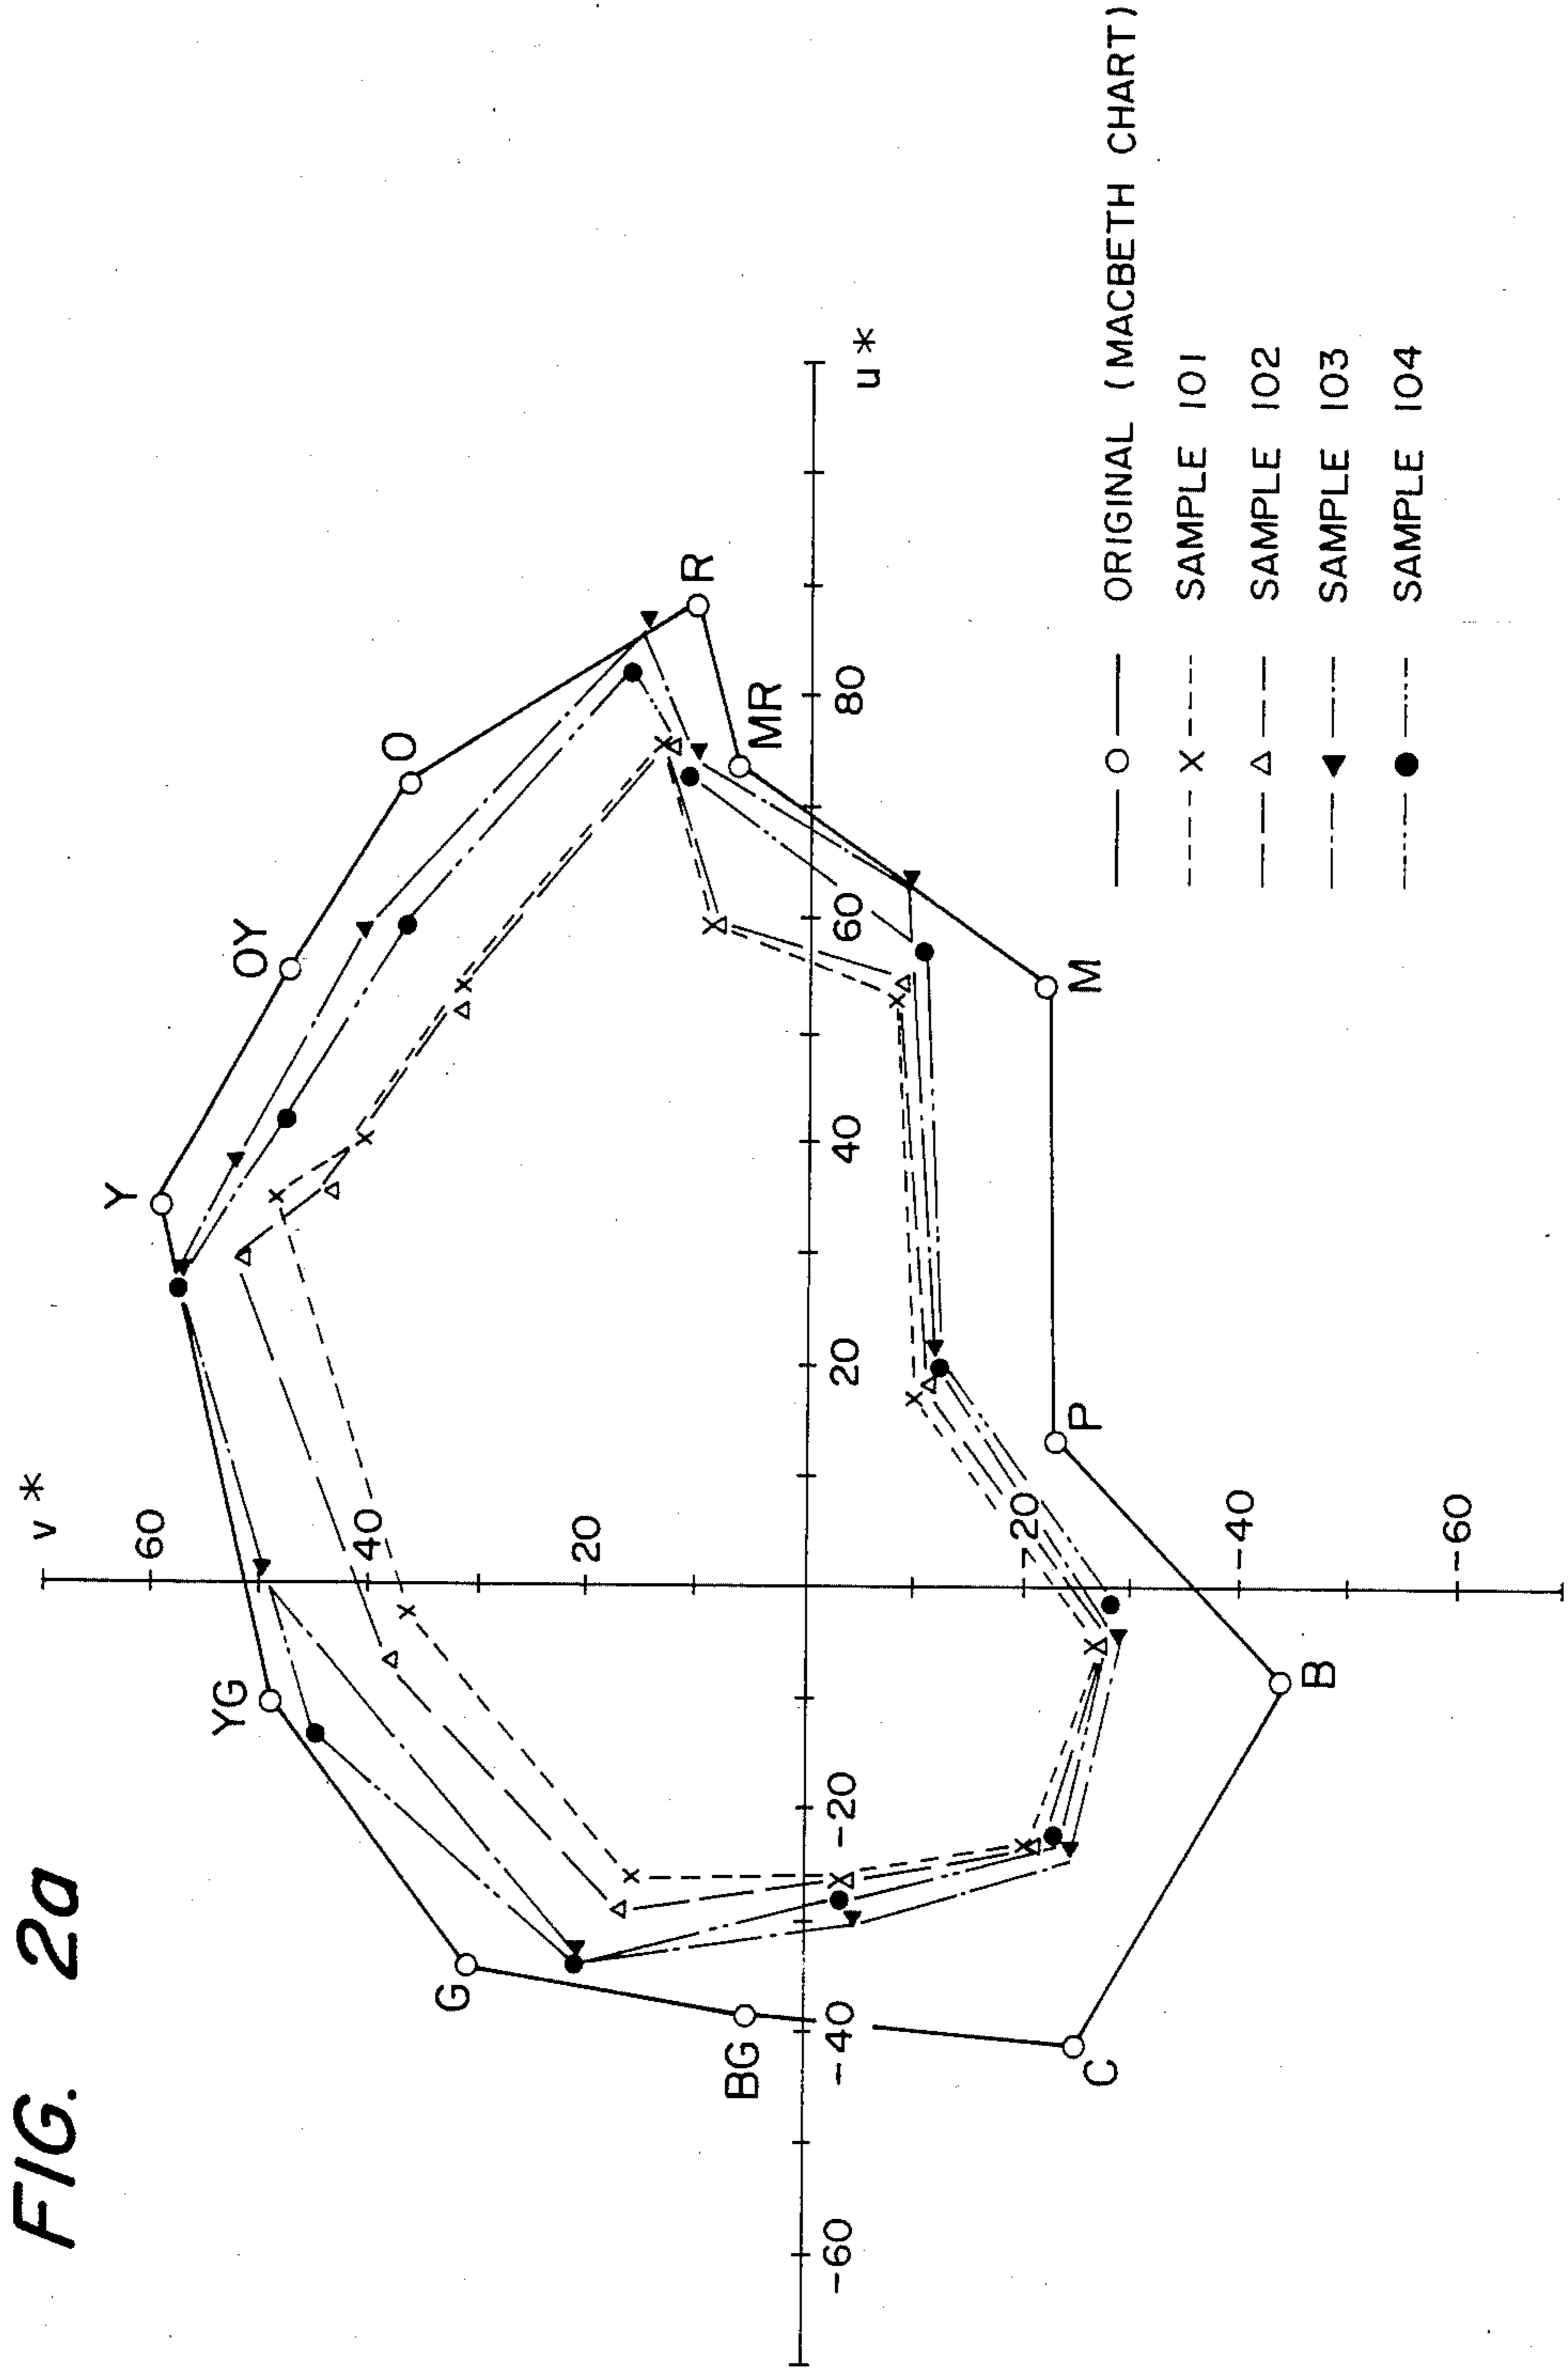 FIG. 2a
v*
60
40
20
-20
-40
-60
-60
-40
-20
20
40
60
80
u*
Y
OY
O
R
MR
M
P
B
C
BG
G
YG
ORIGINAL (MACBETH CHART)
SAMPLE 101
SAMPLE 102
SAMPLE 103
SAMPLE 104